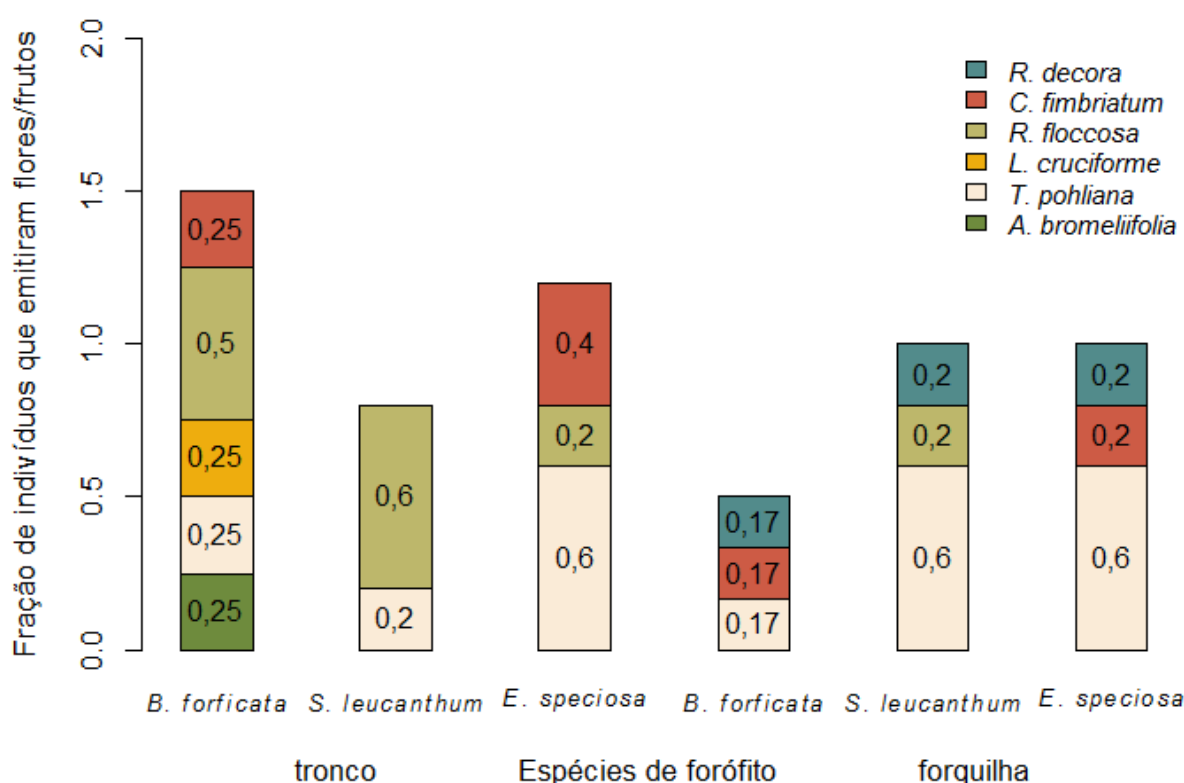 Fração de indivíduos que emitiram flores/frutos
2.0
1.5
1.0
0.5
0.0
R. decora
C. fimbriatum
R. floccosa
L. cruciforme
T. pohliana
A. bromeliifolia
0,25
0,5
0,25
0,25
0,25
0,6
0,2
0,4
0,2
0,6
0,17
0,17
0,17
0,2
0,2
0,6
0,2
0,2
0,6
B. forficata S. leucanthum E. speciosa B. forficata S. leucanthum E. speciosa
tronco Espécies de forófito forquilha